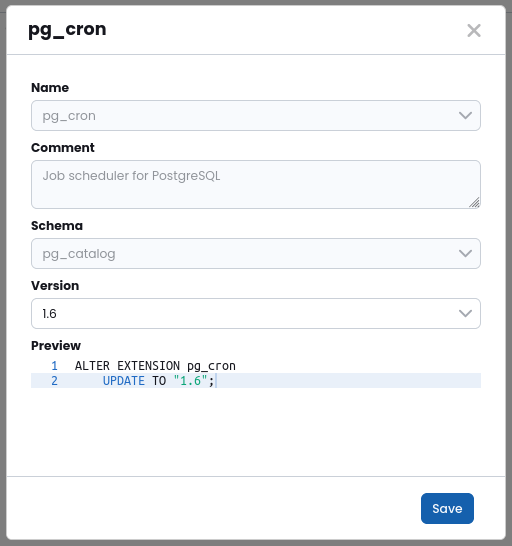 pg_cron
Name
pg_cron
Comment
Job scheduler for PostgreSQL
Schema
pg_catalog
Version
1.6
Preview
1 ALTER EXTENSION pg_cron
2 UPDATE TO "1.6";
Save